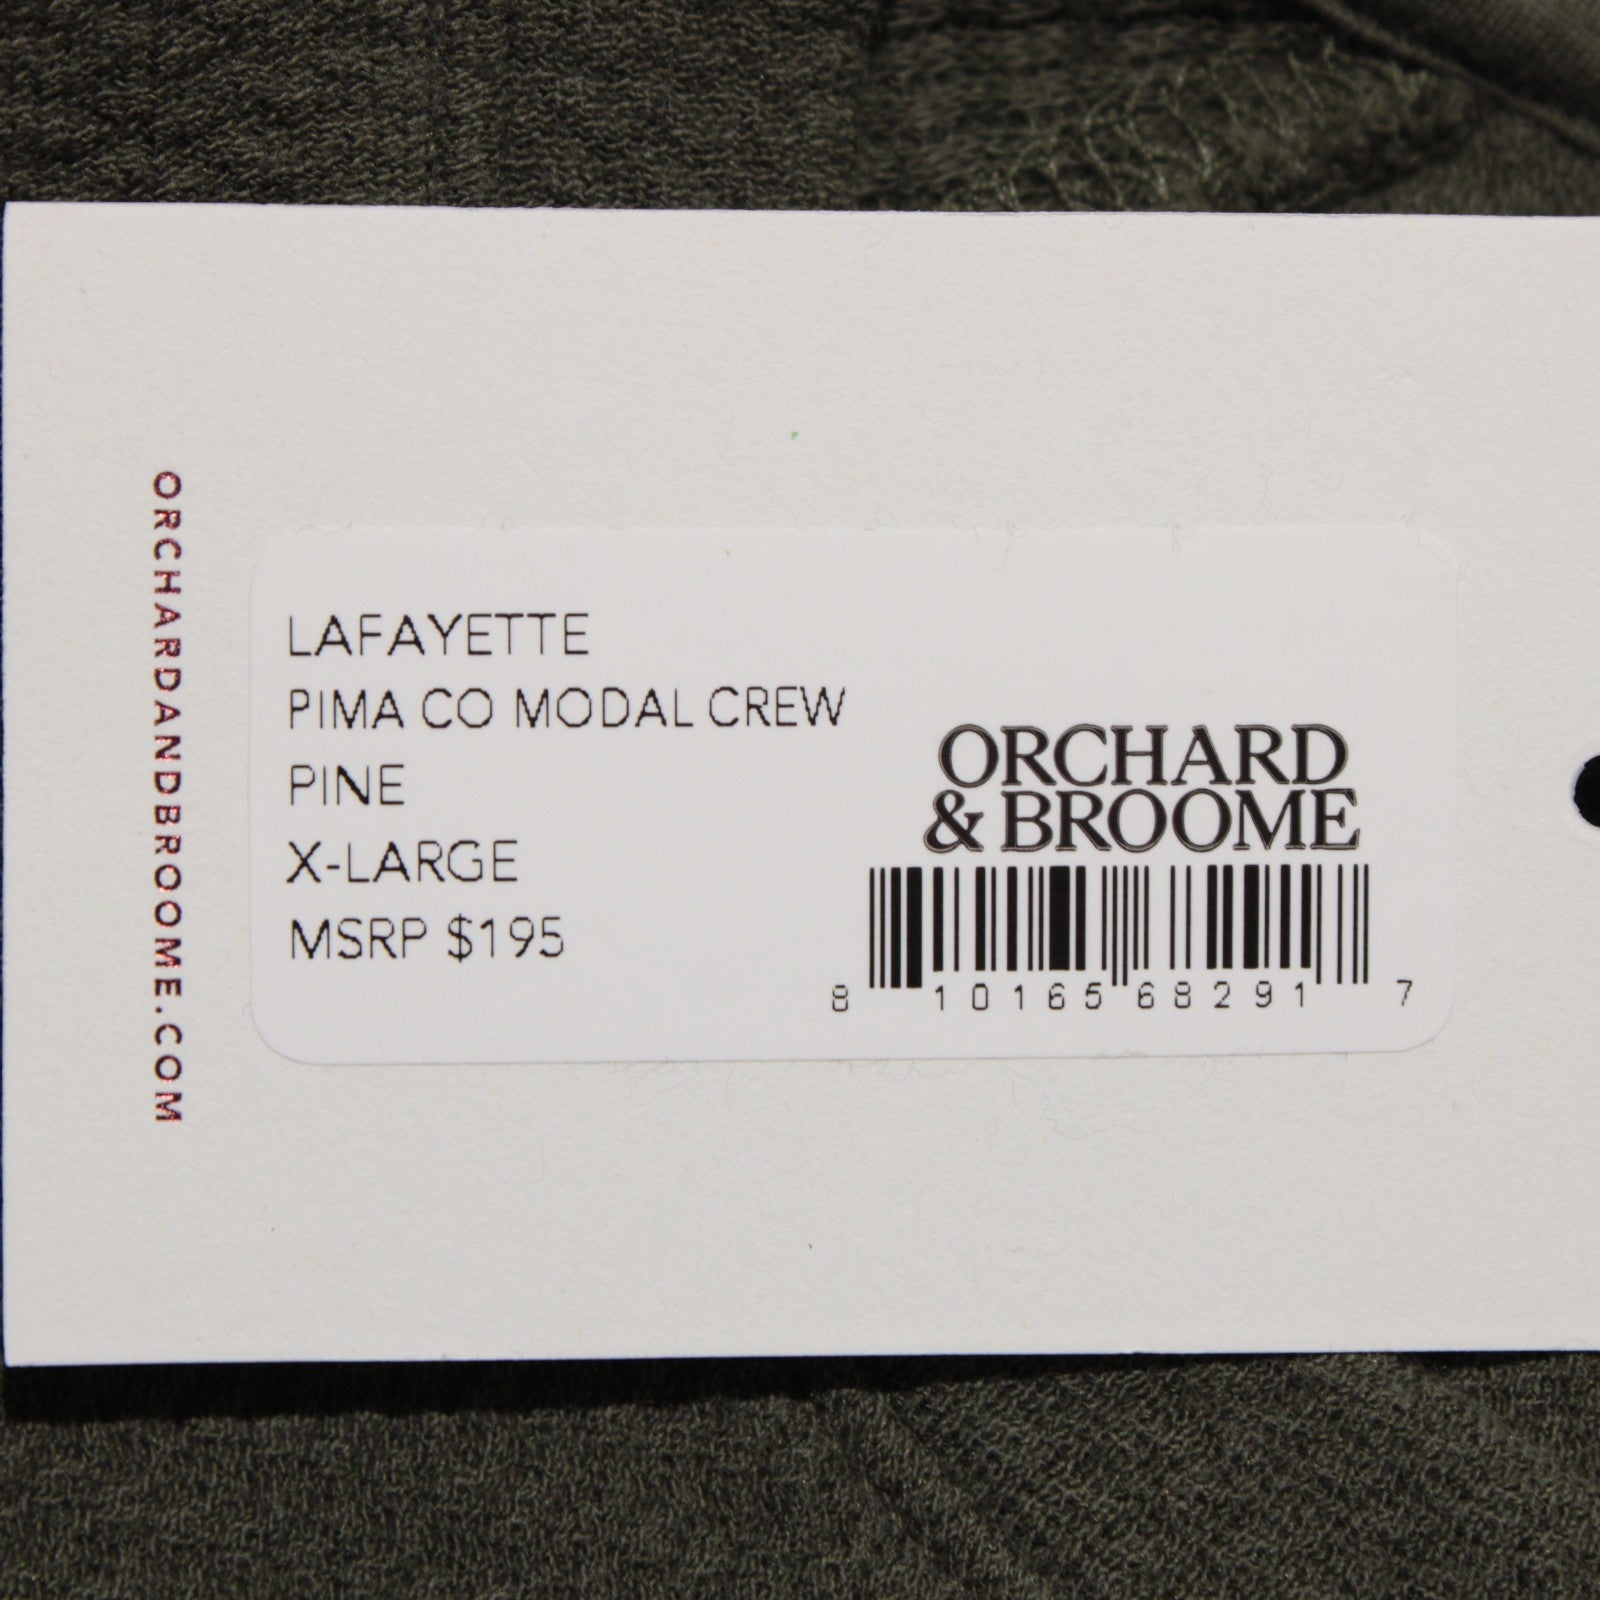 ORCHARDANDBROOME.COM
LAFAYETTE
PIMA CO MODAL CREW
PINE
X-LARGE
MSRP $195
ORCHARD
& BROOME
8 10165 68291 7